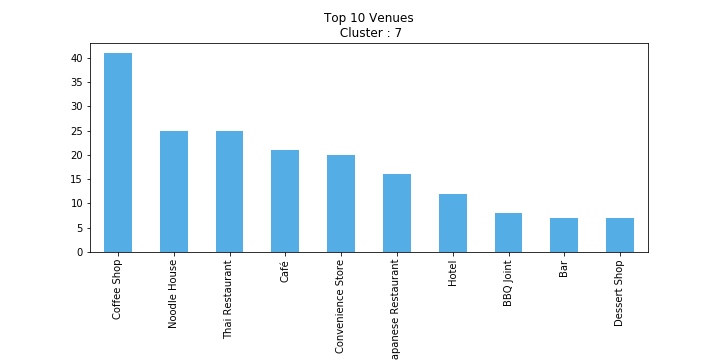 Top 10 Venues
Cluster : 7
40
35
30
25
20
15
10
5
0
Coffee Shop
Noodle House
Thai Restaurant
Café
Convenience Store
apanese Restaurant
Hotel
BBQ Joint
Bar
Dessert Shop